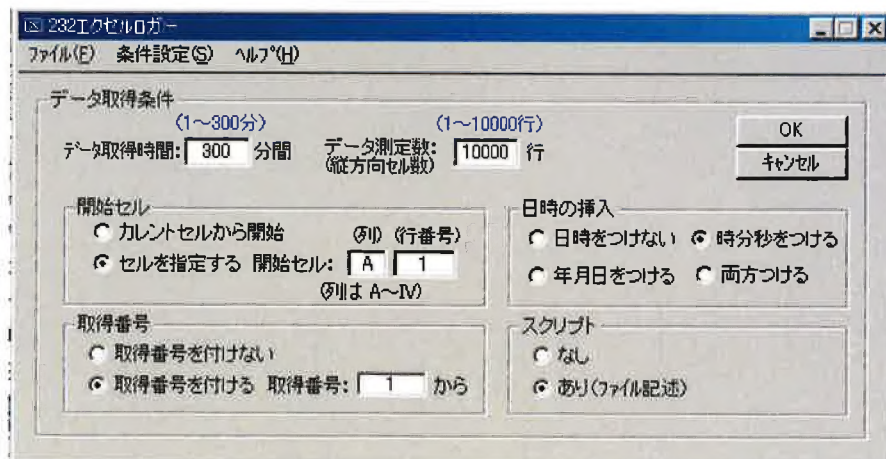 232エクセルロガー
ファイル(F) 条件設定(S) ヘルプ(H)
データ取得条件
(1～300分) (1～10000行)
データ取得時間: 300 分間 データ測定数: 10000 行
(縦方向セル数)
OK
キャンセル
開始セル
カレントセルから開始 (列) (行番号)
セルを指定する 開始セル: A 1
(列は A～IV)
日時の挿入
日時をつけない 時分秒をつける
年月日をつける 両方つける
取得番号
取得番号を付けない
取得番号を付ける 取得番号: 1 から
スクリプト
なし
あり(ファイル記述)